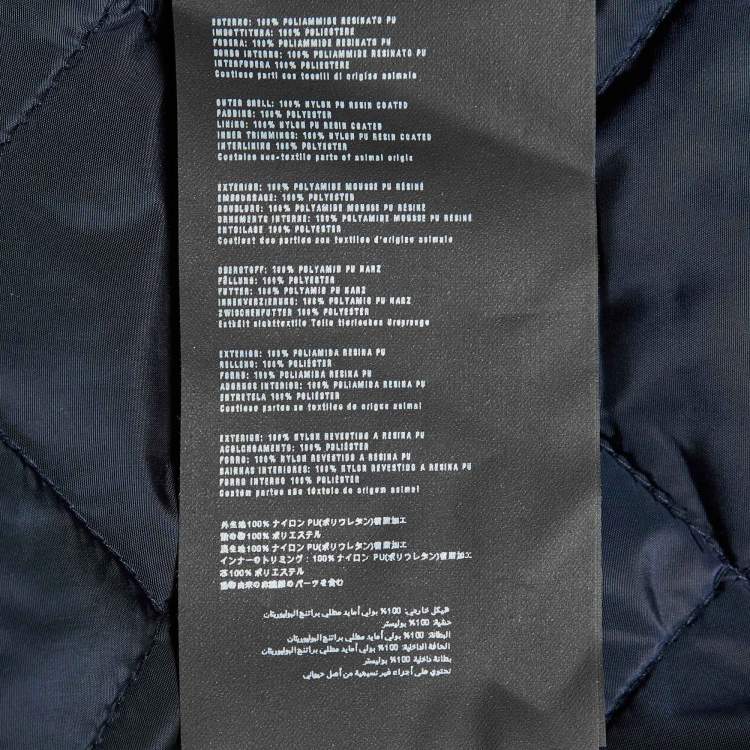 ESTERNO: 100% POLIAMMIDE RESINATO PU
IMBOTTITURA: 100% POLIESTERE
FODERA: 100% POLIAMMIDE RESINATO PU
BORDO INTERNO: 100% POLIAMMIDE RESINATO PU
INTERFODERA 100% POLIESTERE
Contiene parti non tessili di origine animale
OUTER SHELL: 100% NYLON PU RESIN COATED
PADDING: 100% POLYESTER
LINING: 100% NYLON PU RESIN COATED
INNER TRIMMINGS: 100% NYLON PU RESIN COATED
INTERLINING 100% POLYESTER
Contains non-textile parts of animal origin
EXTERIOR: 100% POLYAMIDE MOUSSE PU RÉSINÉ
EMBOURRAGE: 100% POLYESTER
DOUBLURE: 100% POLYAMIDE MOUSSE PU RÉSINÉ
ORNAMENTS INTERNE: 100% POLYAMIDE MOUSSE PU RÉSINÉ
ENTOILAGE 100% POLYESTER
Contient des parties non textiles d'origine animale
OBERSTOFF: 100% POLYAMID PU HARZ
FÜLLUNG: 100% POLYESTER
FUTTER: 100% POLYAMID PU HARZ
INNENVERZIERUNG: 100% POLYAMID PU HARZ
ZWISCHENFUTTER 100% POLYESTER
Enthält nichttextile Teile tierischen Ursprungs
EXTERIOR: 100% POLIAMIDA RESINA PU
RELLENO: 100% POLIÉSTER
FORRO: 100% POLIAMIDA RESINA PU
ADORNOS INTERIOR: 100% POLIAMIDA RESINA PU
ENTRETELA 100% POLIÉSTER
Contiene partes no textiles de origen animal
EXTERIOR: 100% NYLON REVESTIDO A RESINA PU
ACOLCHOAMENTO: 100% POLIÉSTER
FORRO: 100% NYLON REVESTIDO A RESINA PU
BAINHAS INTERIORES: 100% NYLON REVESTIDO A RESINA PU
FORRO INTERIOR 100% POLIÉSTER
Contém partes não têxteis de origem animal
外生地100% ナイロン PU(ポリウレタン)樹脂加工
詰め物100% ポリエステル
裏生地100% ナイロン PU(ポリウレタン)樹脂加工
インナーのトリミング：100% ナイロン PU(ポリウレタン)樹脂加工
芯100% ポリエステル
動物由来の非繊維のパーツを含む
هيكل خارجي: 100% بولي أمايد مطلي براتنج البوليوريتان
حشية: 100% بوليستر
البطانة: 100% بولي أمايد مطلي براتنج البوليوريتان
الحافة الداخلية: 100% بولي أمايد مطلي براتنج البوليوريتان
بطانة داخلية: 100% بوليستر
تحتوي على أجزاء غير نسيجية من أصل حيواني